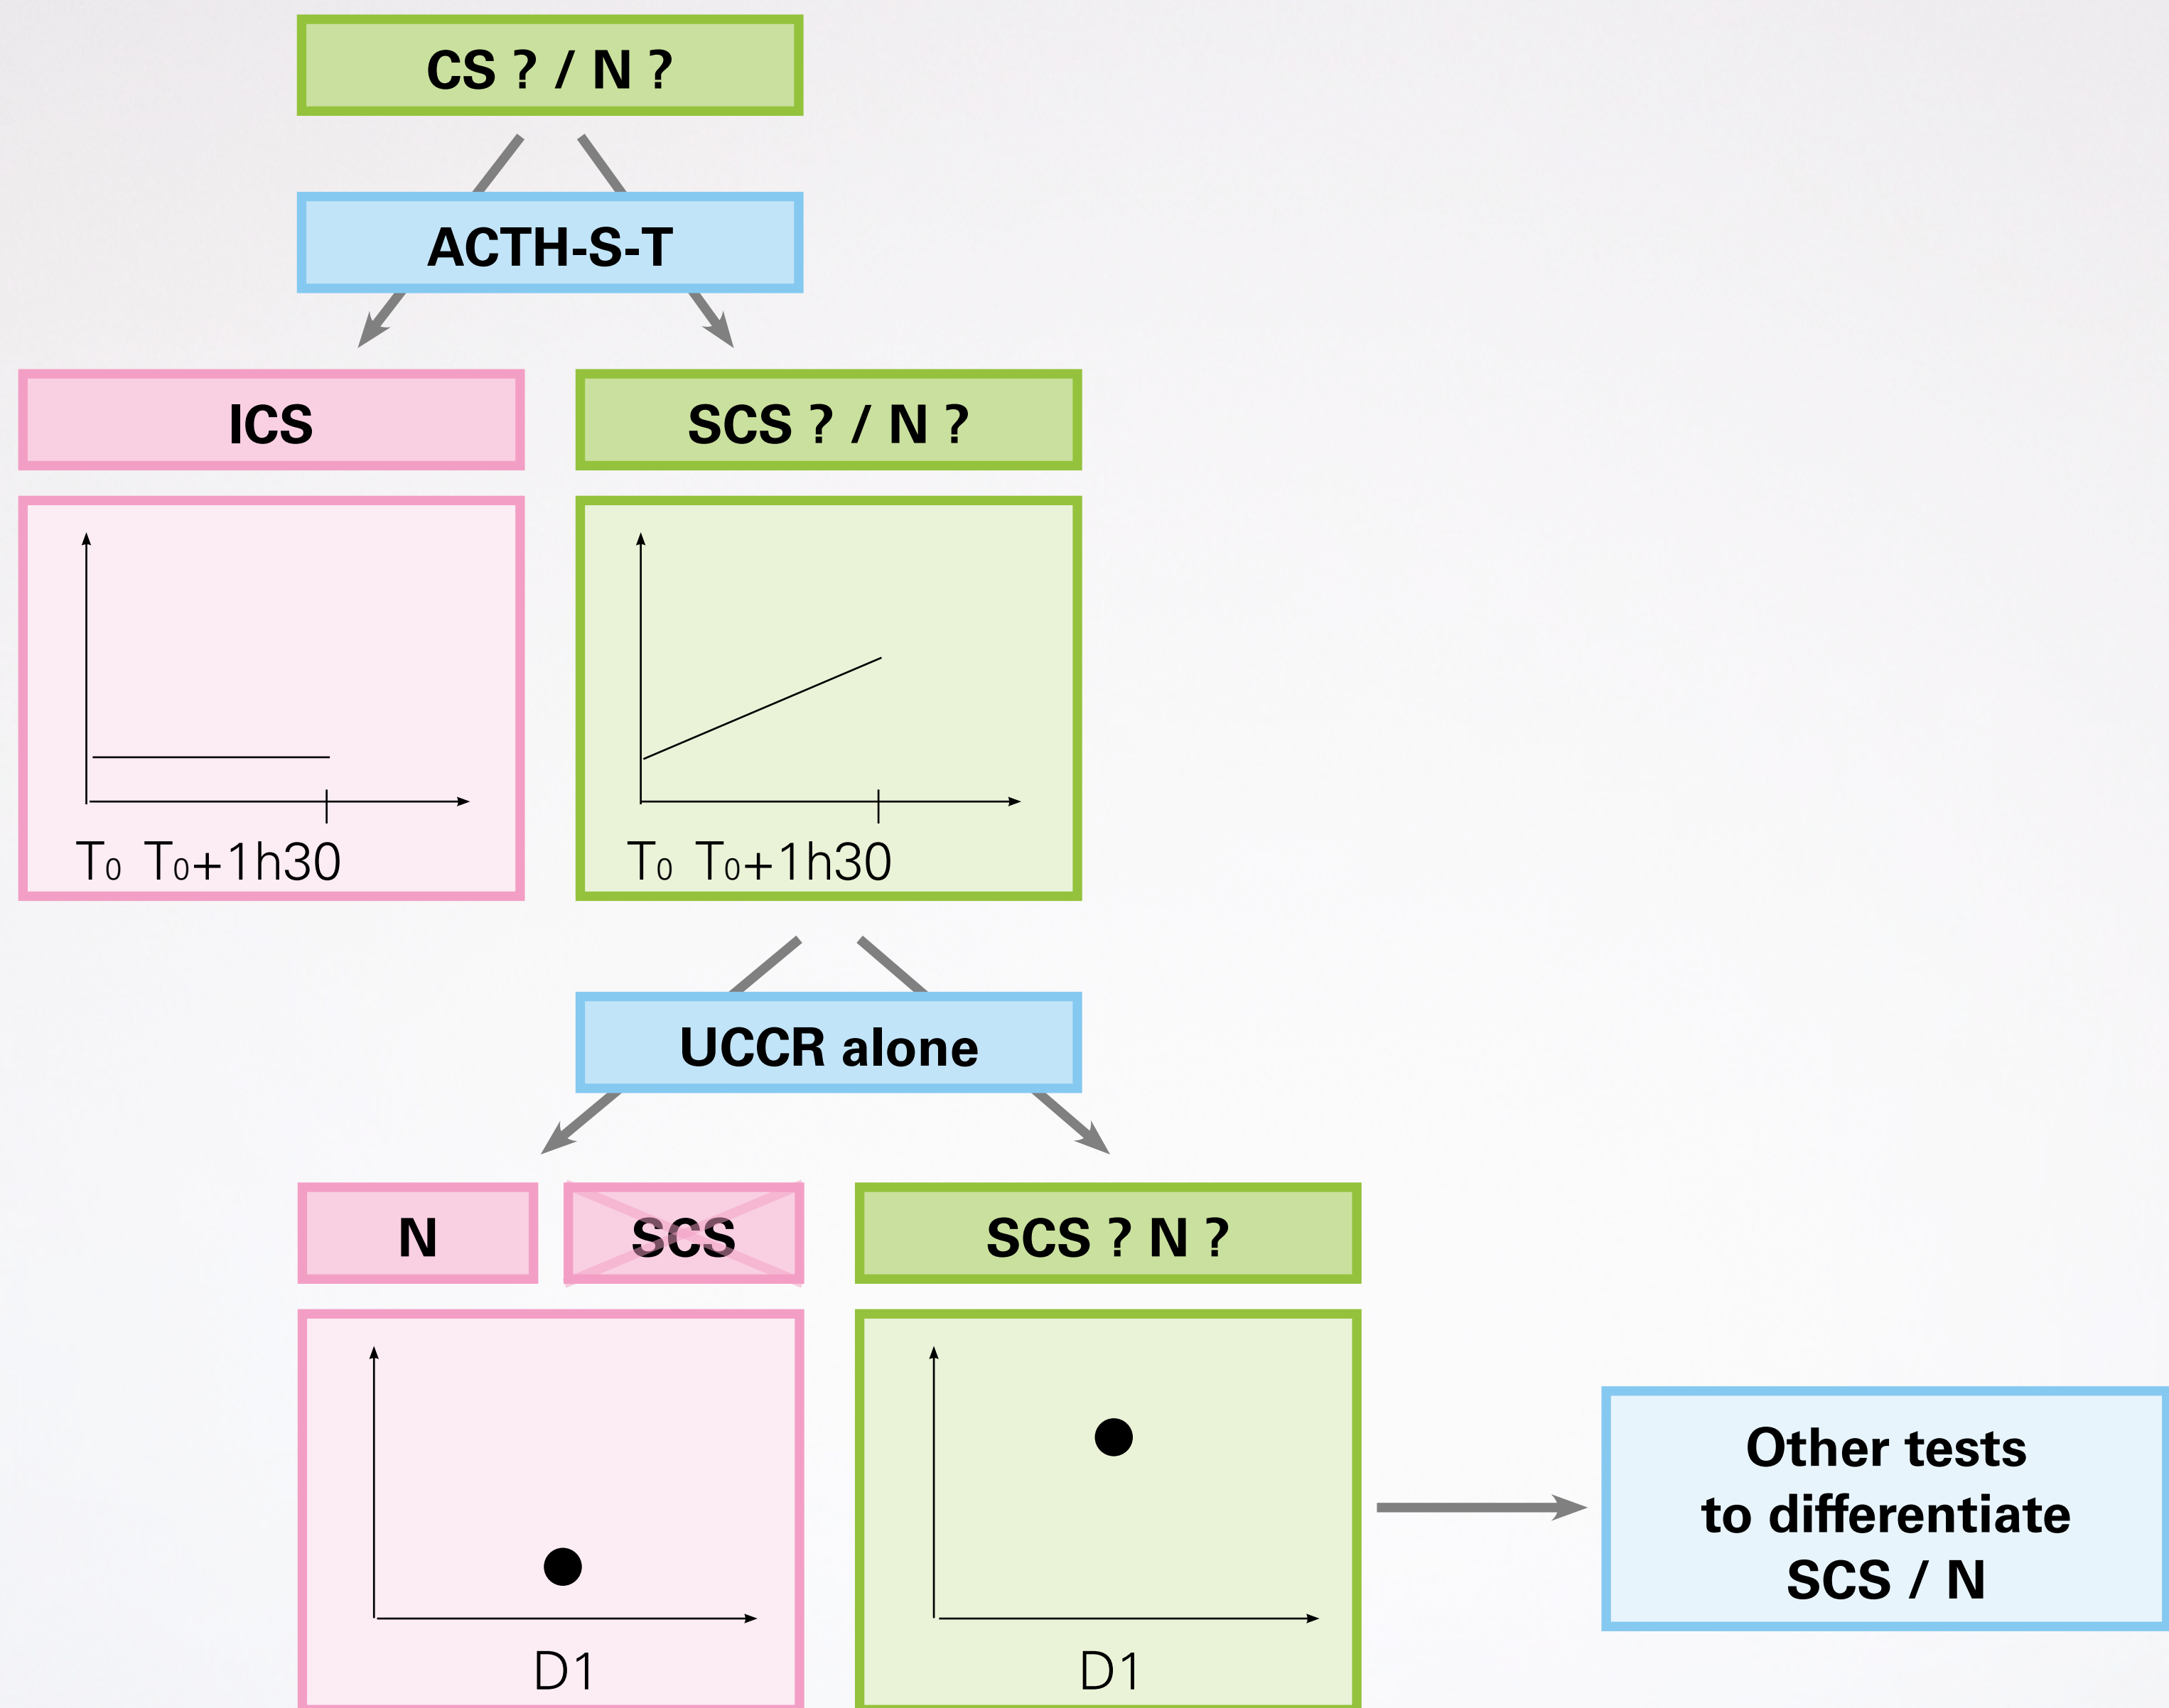 CS ? / N ?
ACTH-S-T
ICS
SCS ? / N ?
T0 T0+1h30
T0 T0+1h30
UCCR alone
N
SCS
SCS ? N ?
D1
D1
Other tests
to differentiate
SCS / N